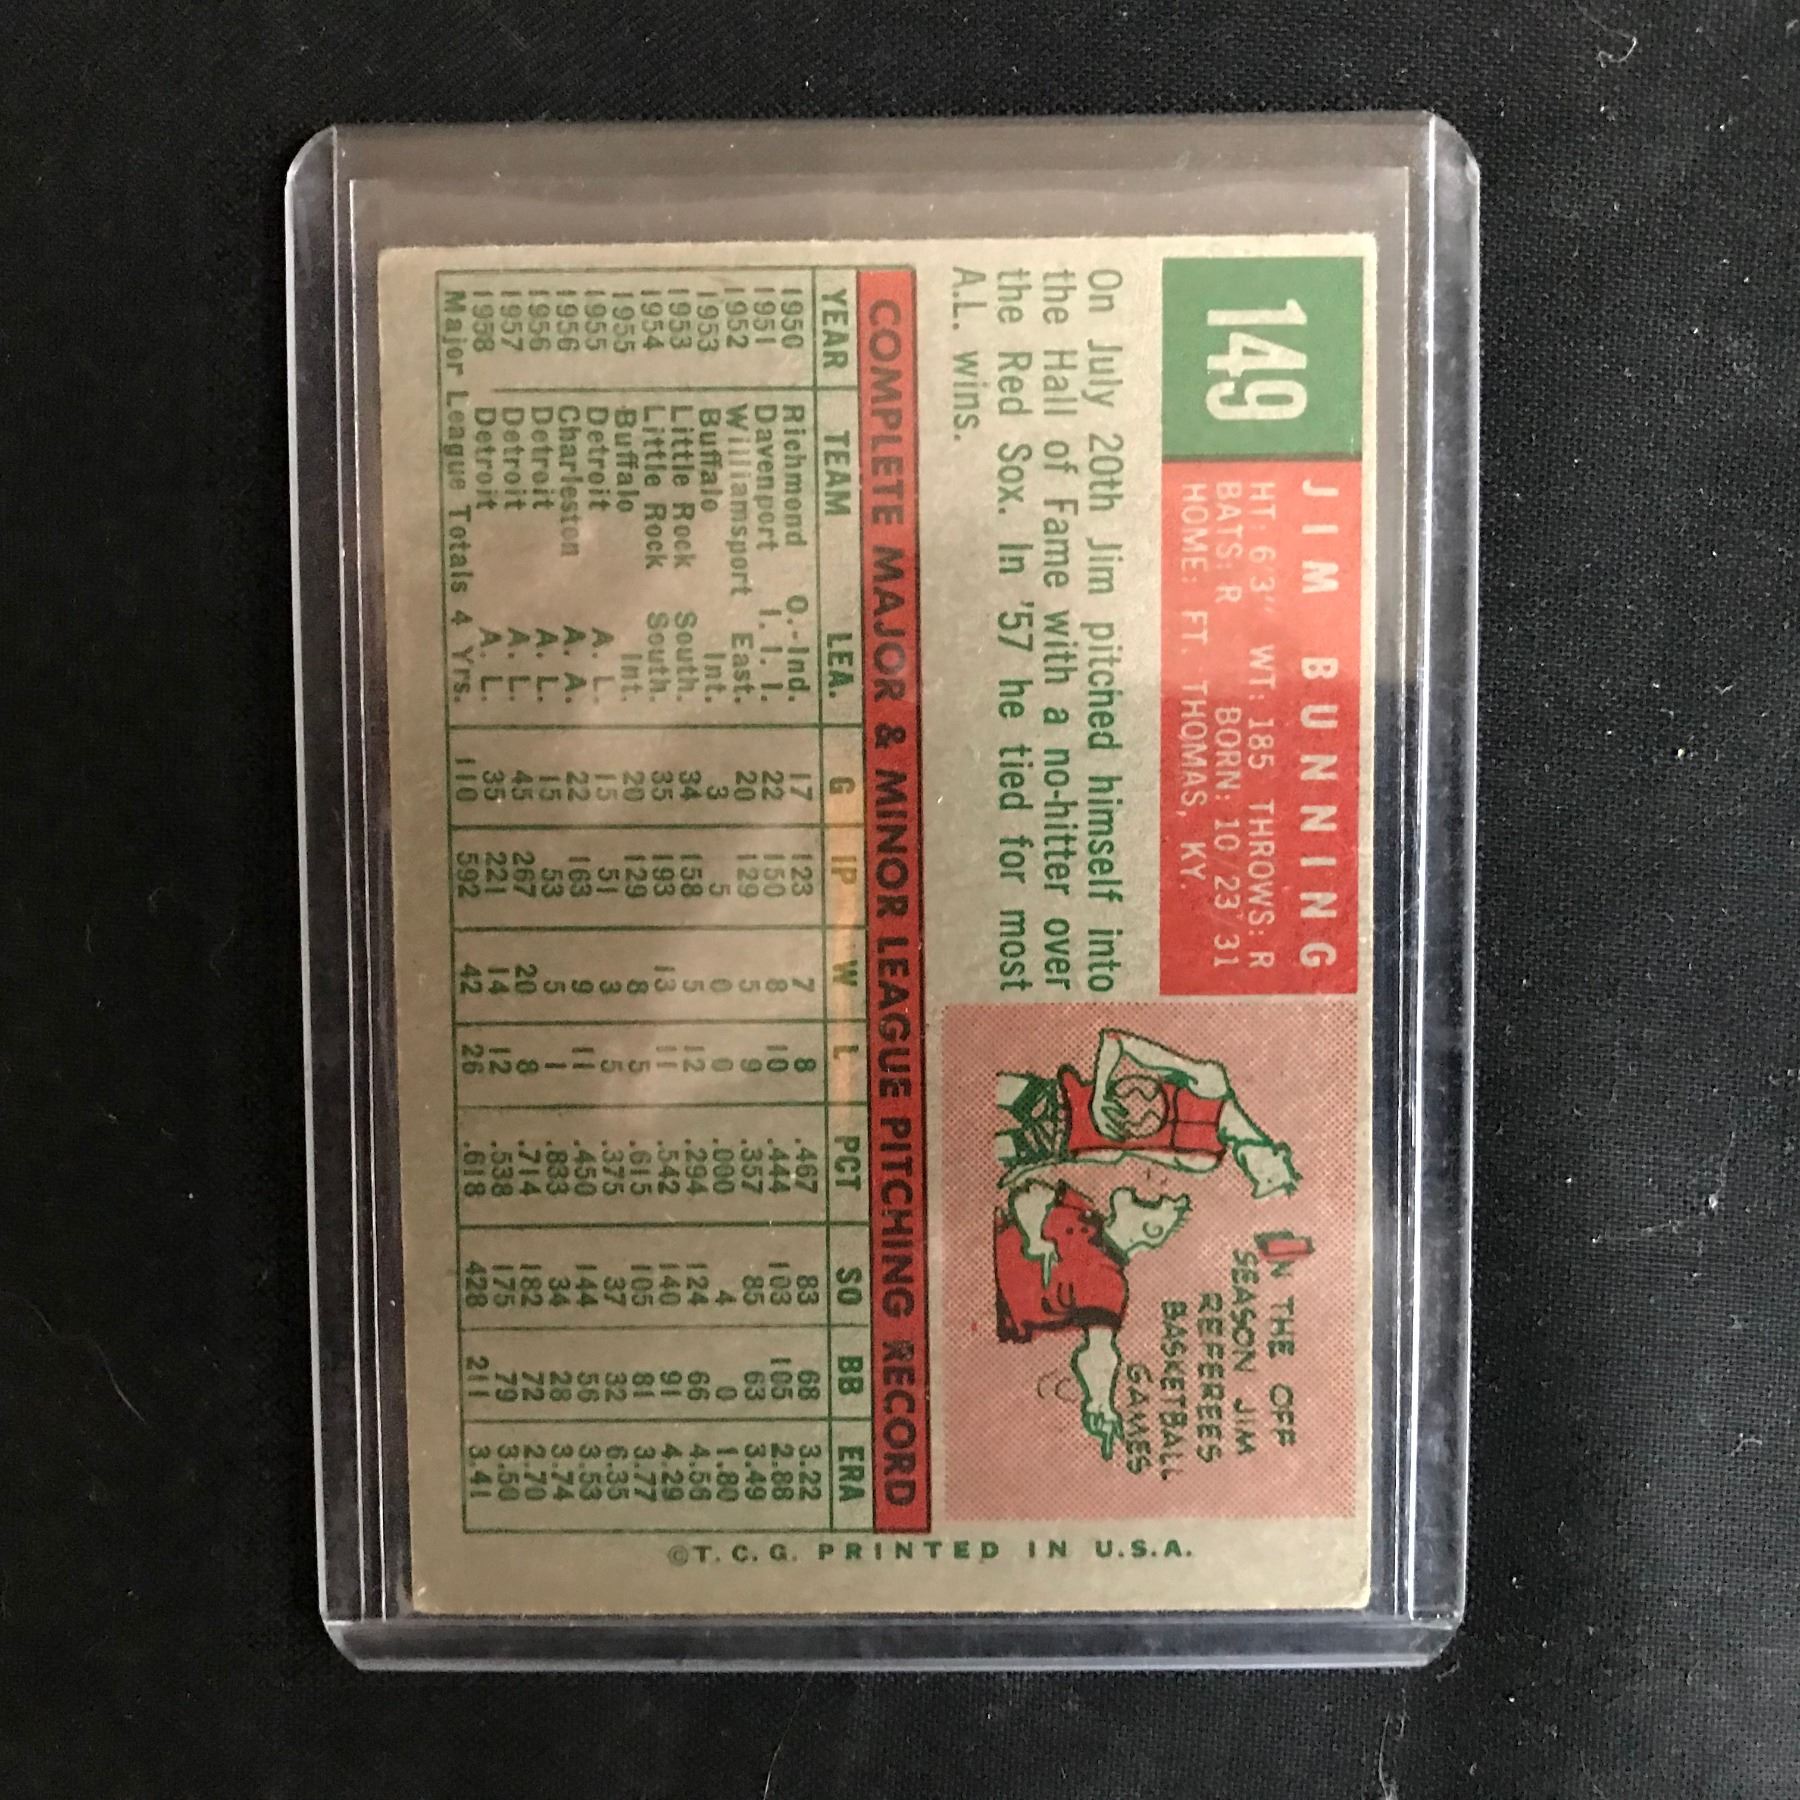 149
JIM BUNNING
HT: 6'3" WT: 185 THROWS: R
BATS: R BORN: 10/23/31
HOME: FT. THOMAS, KY.
On July 20th Jim pitched himself into
the Hall of Fame with a no-hitter over
the Red Sox. In '57 he tied for most
A.L. wins.
IN THE OFF
SEASON JIM
REFEREES
BASKETBALL
GAMES
COMPLETE MAJOR & MINOR LEAGUE PITCHING RECORD
YEAR TEAM LEA. G IP W L PCT SO BB ERA
1950 Richmond O.-Ind. 17 123 7 8 .467 83 68 3.22
1951 Davenport I. I. I. 22 150 8 10 .444 103 105 2.88
1952 Williamsport East. 20 129 5 9 .357 85 63 3.49
1953 Buffalo Int. 3 5 0 0 .000 4 0 1.80
1953 Little Rock South. 34 158 5 12 .294 124 66 4.56
1954 Little Rock South. 35 193 13 11 .542 140 91 4.29
1955 Buffalo Int. 20 129 8 5 .615 105 81 3.77
1955 Detroit A. L. 15 51 3 5 .375 37 32 6.35
1956 Charleston A. A. 22 163 9 11 .450 144 56 3.53
1956 Detroit A. L. 15 53 5 1 .833 34 28 3.74
1957 Detroit A. L. 45 267 20 8 .714 182 72 2.70
1958 Detroit A. L. 35 221 14 12 .538 175 79 3.50
Major League Totals 4 Yrs. 110 592 42 26 .618 428 211 3.41
©T. C. G. PRINTED IN U.S.A.